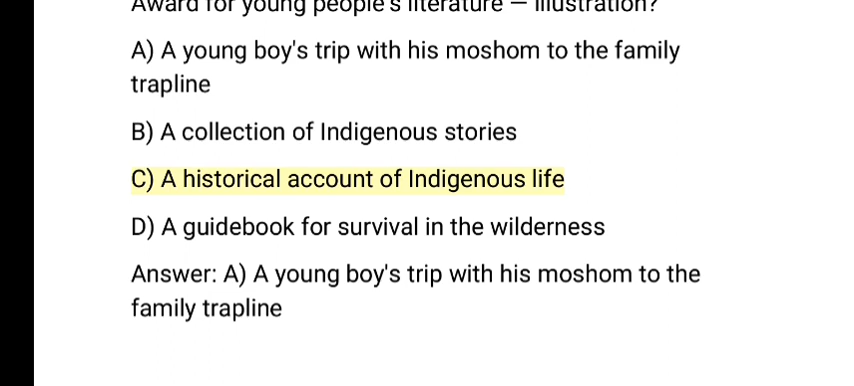 Award for young people's literature — illustration?
A) A young boy's trip with his moshom to the family
trapline
B) A collection of Indigenous stories
C) A historical account of Indigenous life
D) A guidebook for survival in the wilderness
Answer: A) A young boy's trip with his moshom to the
family trapline